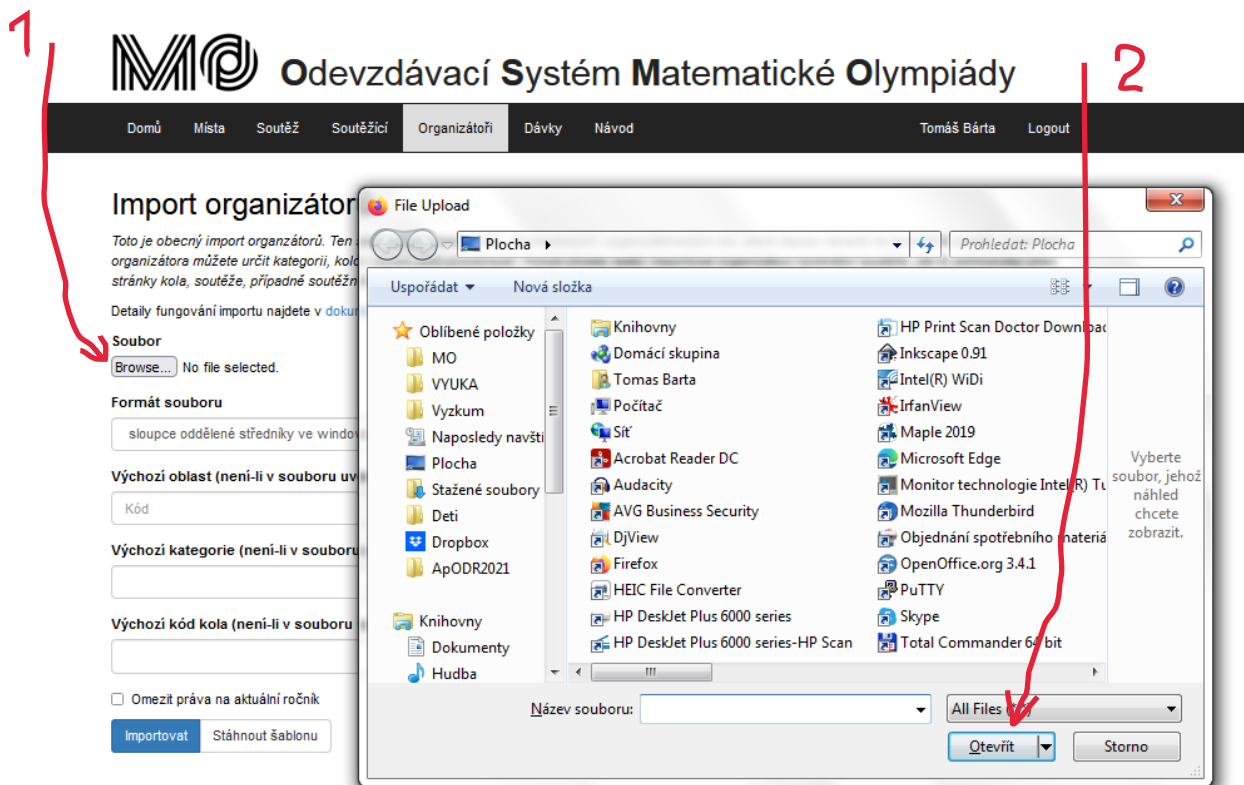 1
2
MO Odevzdávací Systém Matematické Olympiády
Domů Místa Soutěž Soutěžící Organizátoři Dávky Návod Tomáš Bárta Logout
Import organizátor
Toto je obecný import organzátorů. Ten
organizátora můžete určit kategorii,
stránky kola, soutěže, případně
Detaily fungování importu najdete v
Soubor
Browse... No file selected.
Formát souboru
sloupce oddělené středníky ve
Výchozí oblast (není-li v souboru
Kód
Výchozí kategorie (není-li v souboru
Výchozí kód kola (není-li v souboru
Omezit práva na aktuální ročník
Importovat Stáhnout šablonu
File Upload
x
Plocha
Prohledat: Plocha
Uspořádat Nová složka
Oblíbené položky
MO
VYUKA
Vyzkum
Naposledy navští
Plocha
Stažené soubory
Deti
Dropbox
ApODR2021
Knihovny
Dokumenty
Hudba
Knihovny
Domácí skupina
Tomas Barta
Počítač
Síť
Acrobat Reader DC
Audacity
AVG Business Security
DjView
Firefox
HEIC File Converter
HP DeskJet Plus 6000 series
HP DeskJet Plus 6000 series-HP Scan
HP Print Scan Doctor Downloac
Inkscape 0.91
Intel(R) WiDi
IrfanView
Maple 2019
Microsoft Edge
Monitor technologie Intel(R) Tu
Mozilla Thunderbird
Objednání spotřebního materiá
OpenOffice.org 3.4.1
PuTTY
Skype
Total Commander 64 bit
Vyberte
soubor, jehož
náhled
chcete
zobrazit.
Název souboru:
All Files (*.*)
Otevřít Storno